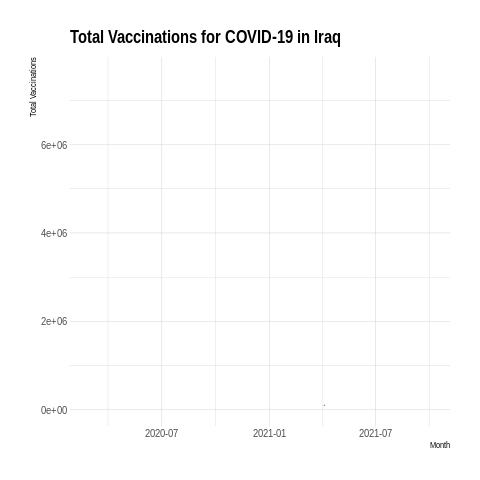 Total Vaccinations for COVID-19 in Iraq
Total Vaccinations
6e+06
4e+06
2e+06
0e+00
2020-07 2021-01 2021-07
Month